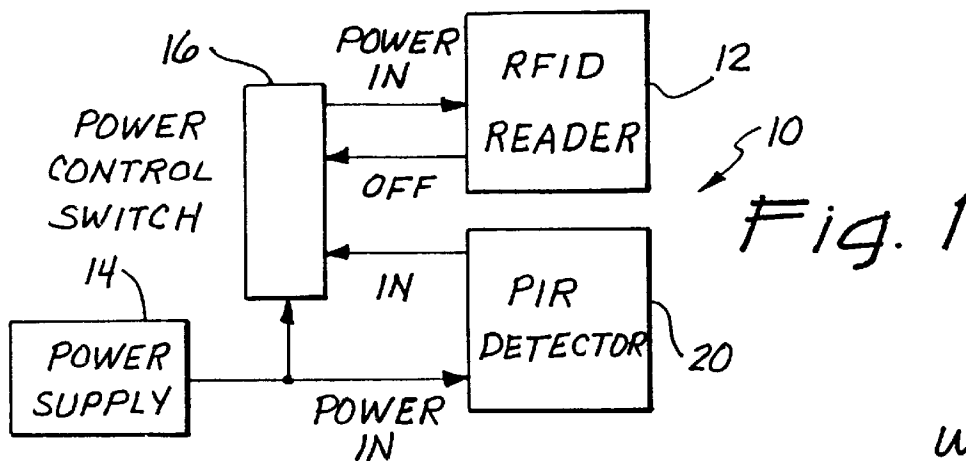 16
POWER
IN
RFID
READER
12
POWER
CONTROL
SWITCH
OFF
10
Fig. 1
14
IN
PIR
DETECTOR
20
POWER
SUPPLY
POWER
IN